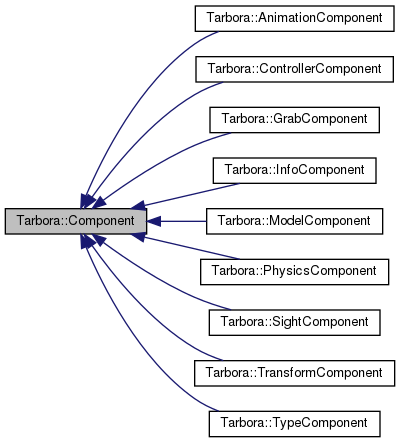 Tarbora::AnimationComponent
Tarbora::ControllerComponent
Tarbora::GrabComponent
Tarbora::InfoComponent
Tarbora::Component
Tarbora::ModelComponent
Tarbora::PhysicsComponent
Tarbora::SightComponent
Tarbora::TransformComponent
Tarbora::TypeComponent